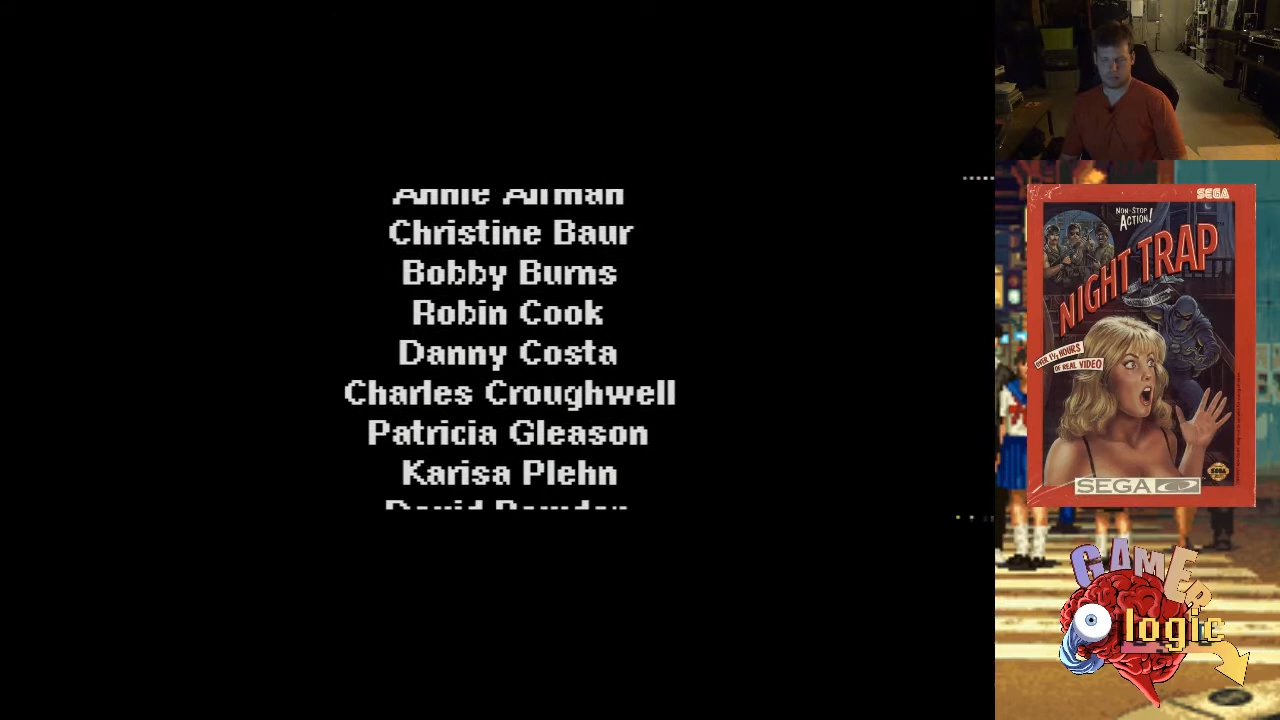 Christine Baur
Bobby Burns
Robin Cook
Danny Costa
Charles Croughwell
Patricia Gleason
Karisa Plehn
SEGA
NON-STOP
ACTION!
NIGHT TRAP
OVER 1½ HOURS
OF REAL VIDEO
SEGA CD
GAMER
logic